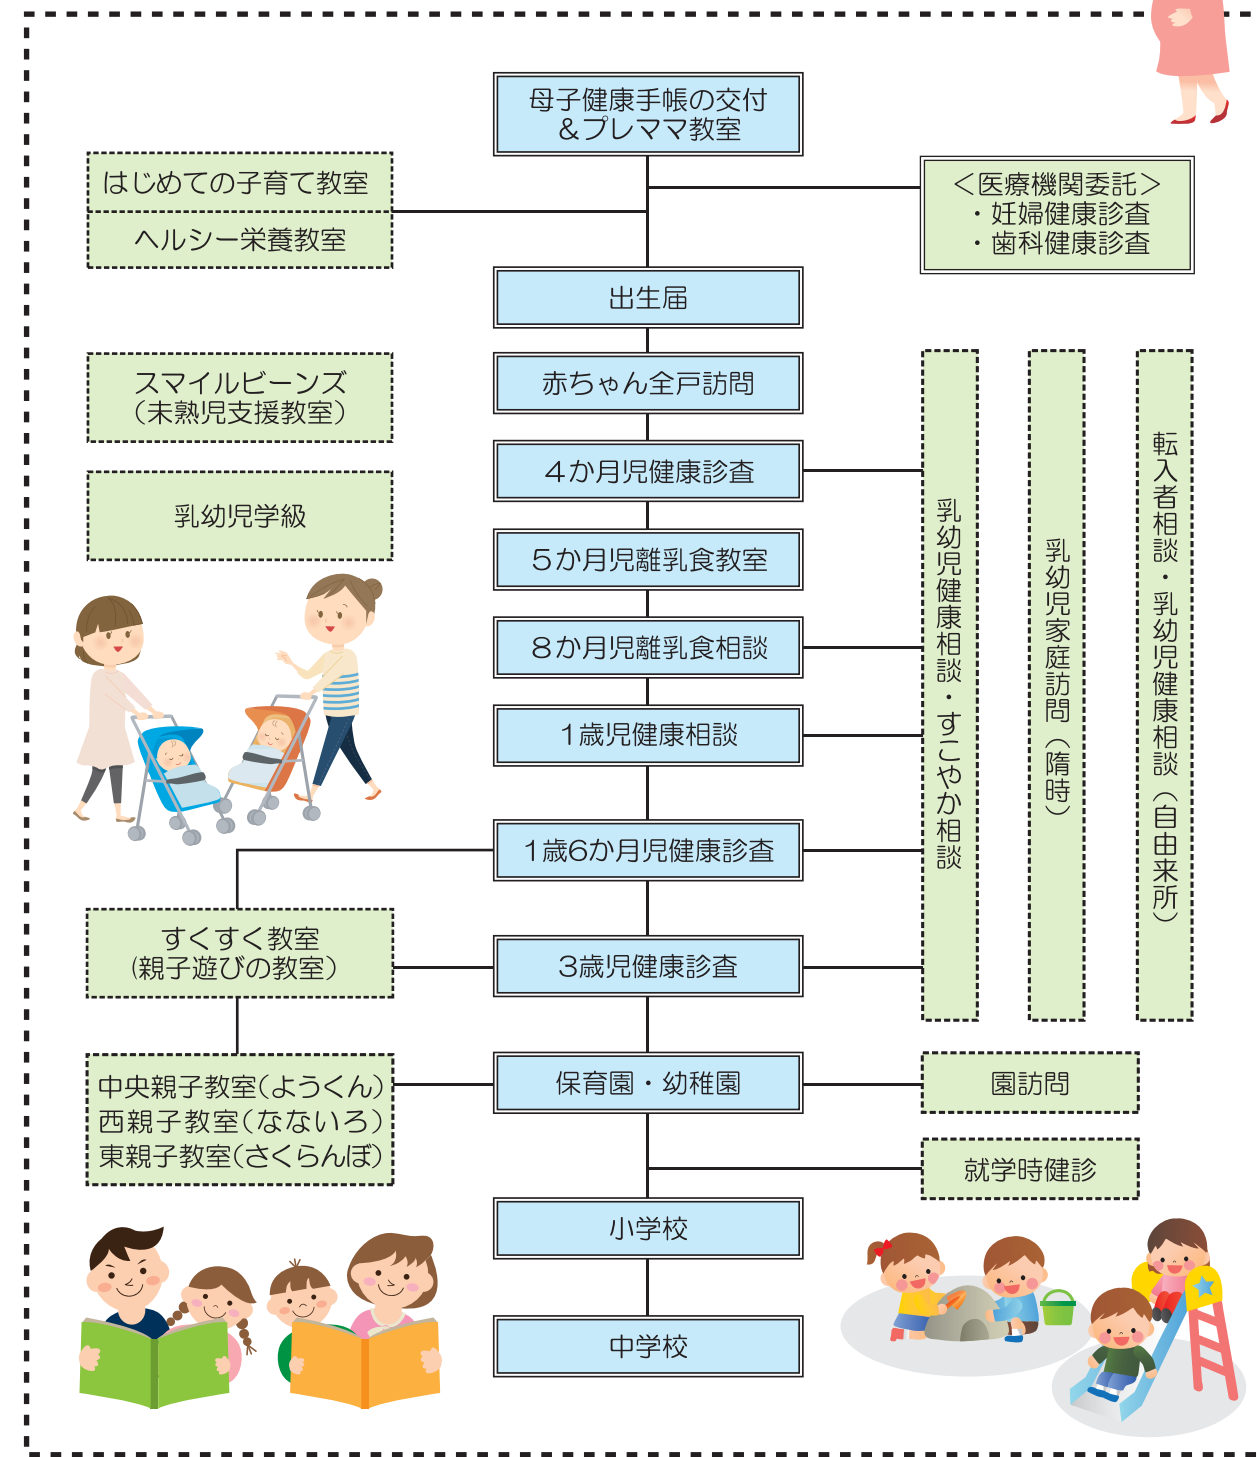 母子健康手帳の交付
＆プレママ教室
はじめての子育て教室
ヘルシー栄養教室
＜医療機関委託＞
・妊婦健康診査
・歯科健康診査
出生届
スマイルビーンズ
（未熟児支援教室）
赤ちゃん全戸訪問
4か月児健康診査
乳幼児学級
5か月児離乳食教室
8か月児離乳食相談
1歳児健康相談
1歳6か月児健康診査
すくすく教室
（親子遊びの教室）
3歳児健康診査
乳幼児健康相談・すこやか相談
乳幼児家庭訪問（隋時）
転入者相談・乳幼児健康相談（自由来所）
中央親子教室（ようくん）
西親子教室（なないろ）
東親子教室（さくらんぼ）
保育園・幼稚園
園訪問
就学時健診
小学校
中学校